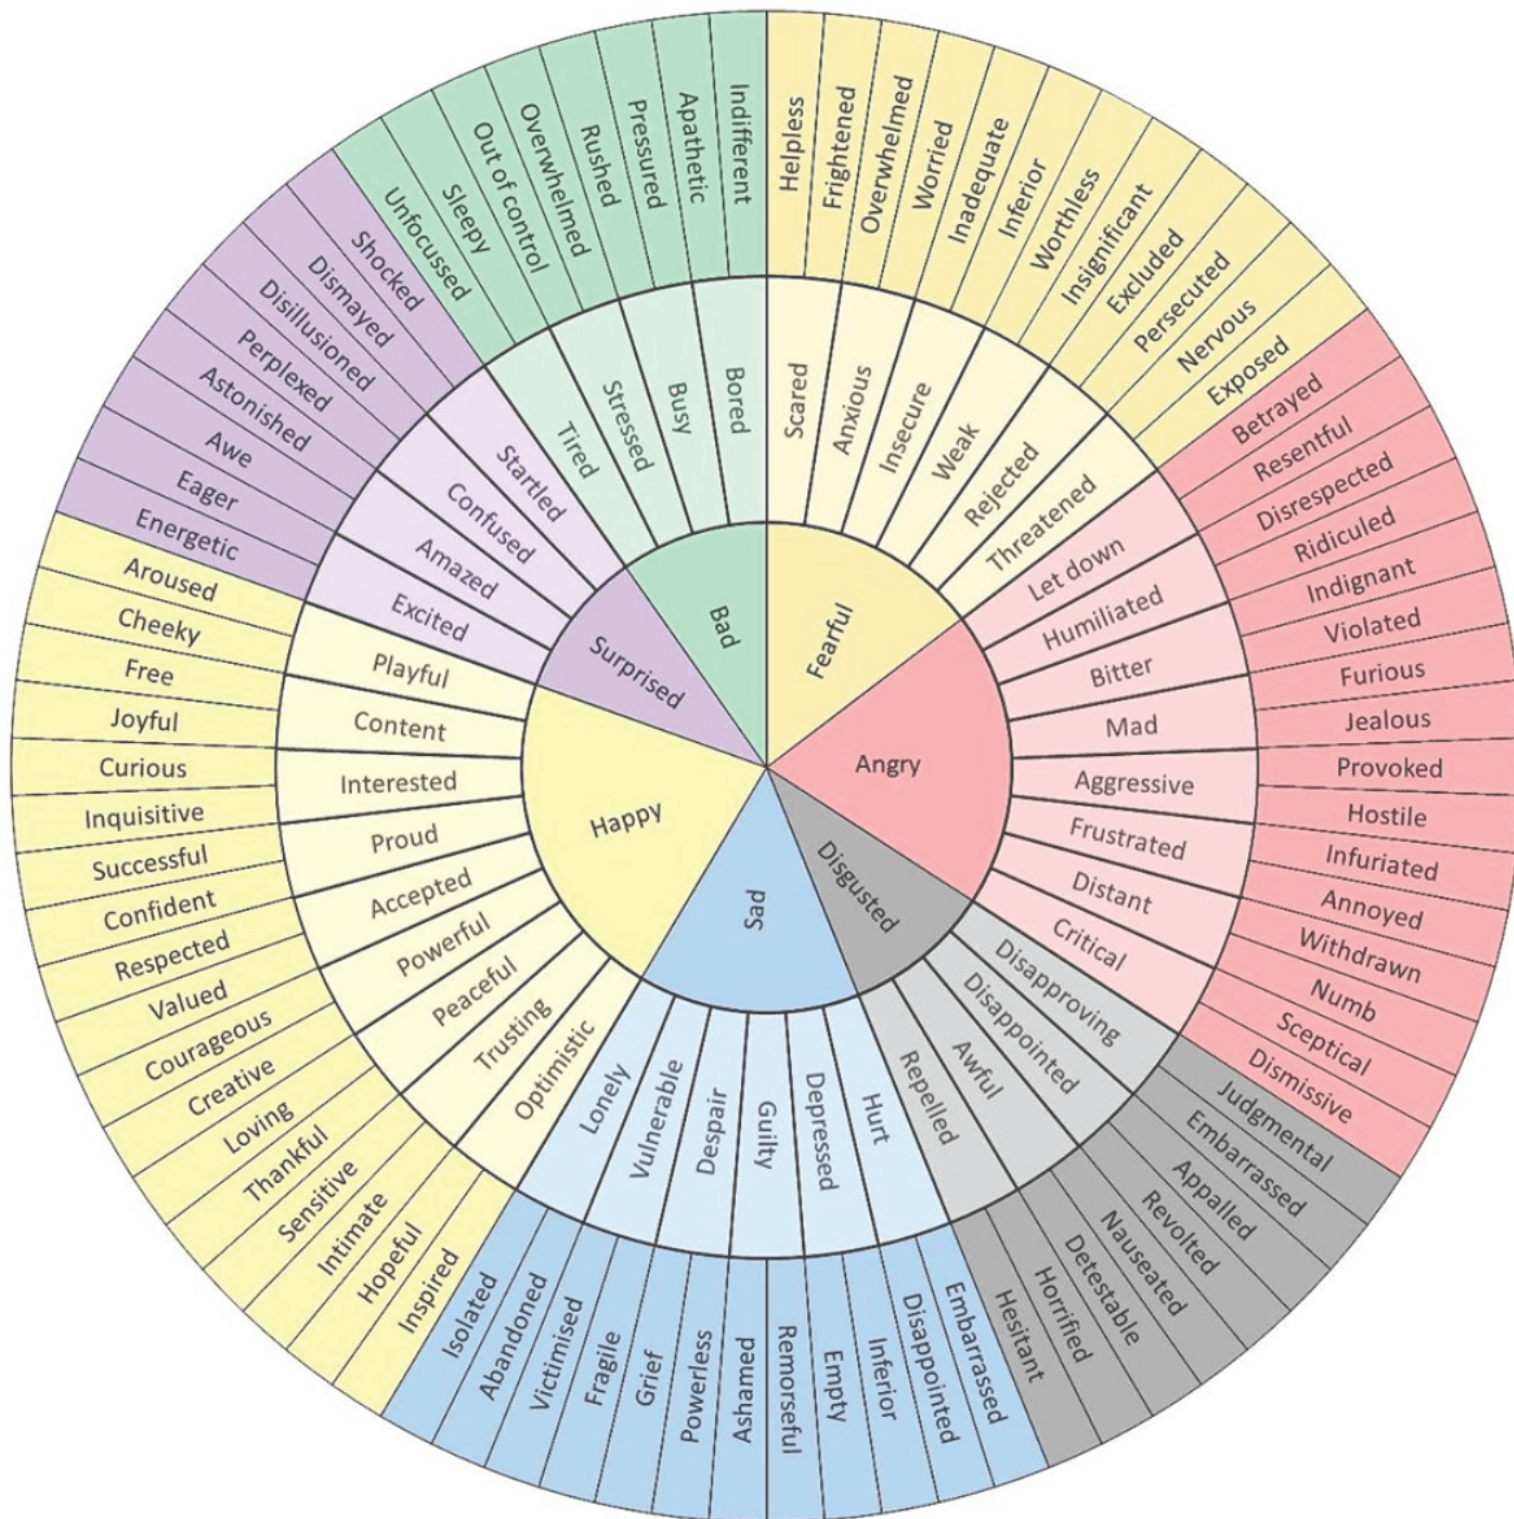 Fearful
Angry
Disgusted
Sad
Happy
Surprised
Bad
Scared
Anxious
Insecure
Weak
Rejected
Threatened
Let down
Humiliated
Bitter
Mad
Aggressive
Frustrated
Distant
Critical
Disapproving
Disappointed
Awful
Repelled
Hurt
Depressed
Guilty
Despair
Vulnerable
Lonely
Optimistic
Trusting
Peaceful
Powerful
Accepted
Proud
Interested
Content
Playful
Excited
Amazed
Confused
Startled
Tired
Stressed
Busy
Bored
Helpless
Frightened
Overwhelmed
Worried
Inadequate
Inferior
Worthless
Insignificant
Excluded
Persecuted
Nervous
Exposed
Betrayed
Resentful
Disrespected
Ridiculed
Indignant
Violated
Furious
Jealous
Provoked
Hostile
Infuriated
Annoyed
Withdrawn
Numb
Sceptical
Dismissive
Judgmental
Embarrassed
Appalled
Revolted
Nauseated
Detestable
Horrified
Hesitant
Embarrassed
Disappointed
Inferior
Empty
Remorseful
Ashamed
Powerless
Grief
Fragile
Victimised
Abandoned
Isolated
Inspired
Hopeful
Intimate
Sensitive
Thankful
Loving
Creative
Courageous
Valued
Respected
Confident
Successful
Inquisitive
Curious
Joyful
Free
Cheeky
Aroused
Energetic
Eager
Awe
Astonished
Perplexed
Disillusioned
Dismayed
Shocked
Unfocussed
Sleepy
Out of control
Overwhelmed
Rushed
Pressured
Apathetic
Indifferent